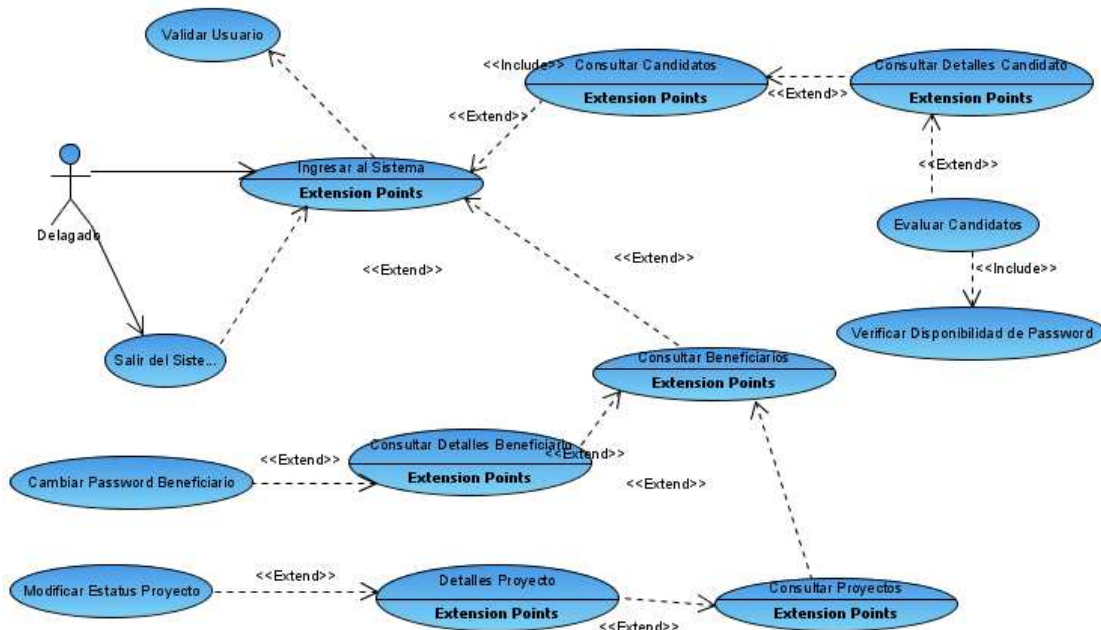 Validar Usuario
<<Include>>
Consultar Candidatos
Extension Points
Consultar Detalles Candidato
Extension Points
<<Extend>>
<<Extend>>
Ingresar al Sistema
Extension Points
<<Extend>>
Delagado
Evaluar Candidatos
<<Extend>>
<<Extend>>
<<Include>>
Verificar Disponibilidad de Password
Salir del Siste...
Consultar Beneficiarios
Extension Points
Consultar Detalles Beneficiario
Extension Points
<<Extend>>
<<Extend>>
Cambiar Password Beneficiario
<<Extend>>
Detalles Proyecto
Extension Points
<<Extend>>
Modificar Estatus Proyecto
Consultar Proyectos
Extension Points
<<Extend>>